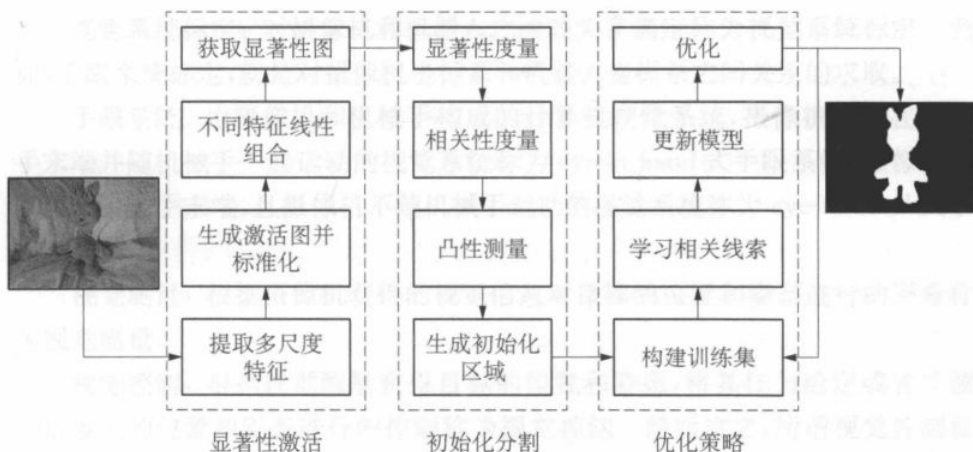 获取显著性图
显著性度量
优化
不同特征线性
组合
相关性度量
更新模型
生成激活图并
标准化
凸性测量
学习相关线索
提取多尺度
特征
生成初始化
区域
构建训练集
显著性激活
初始化分割
优化策略